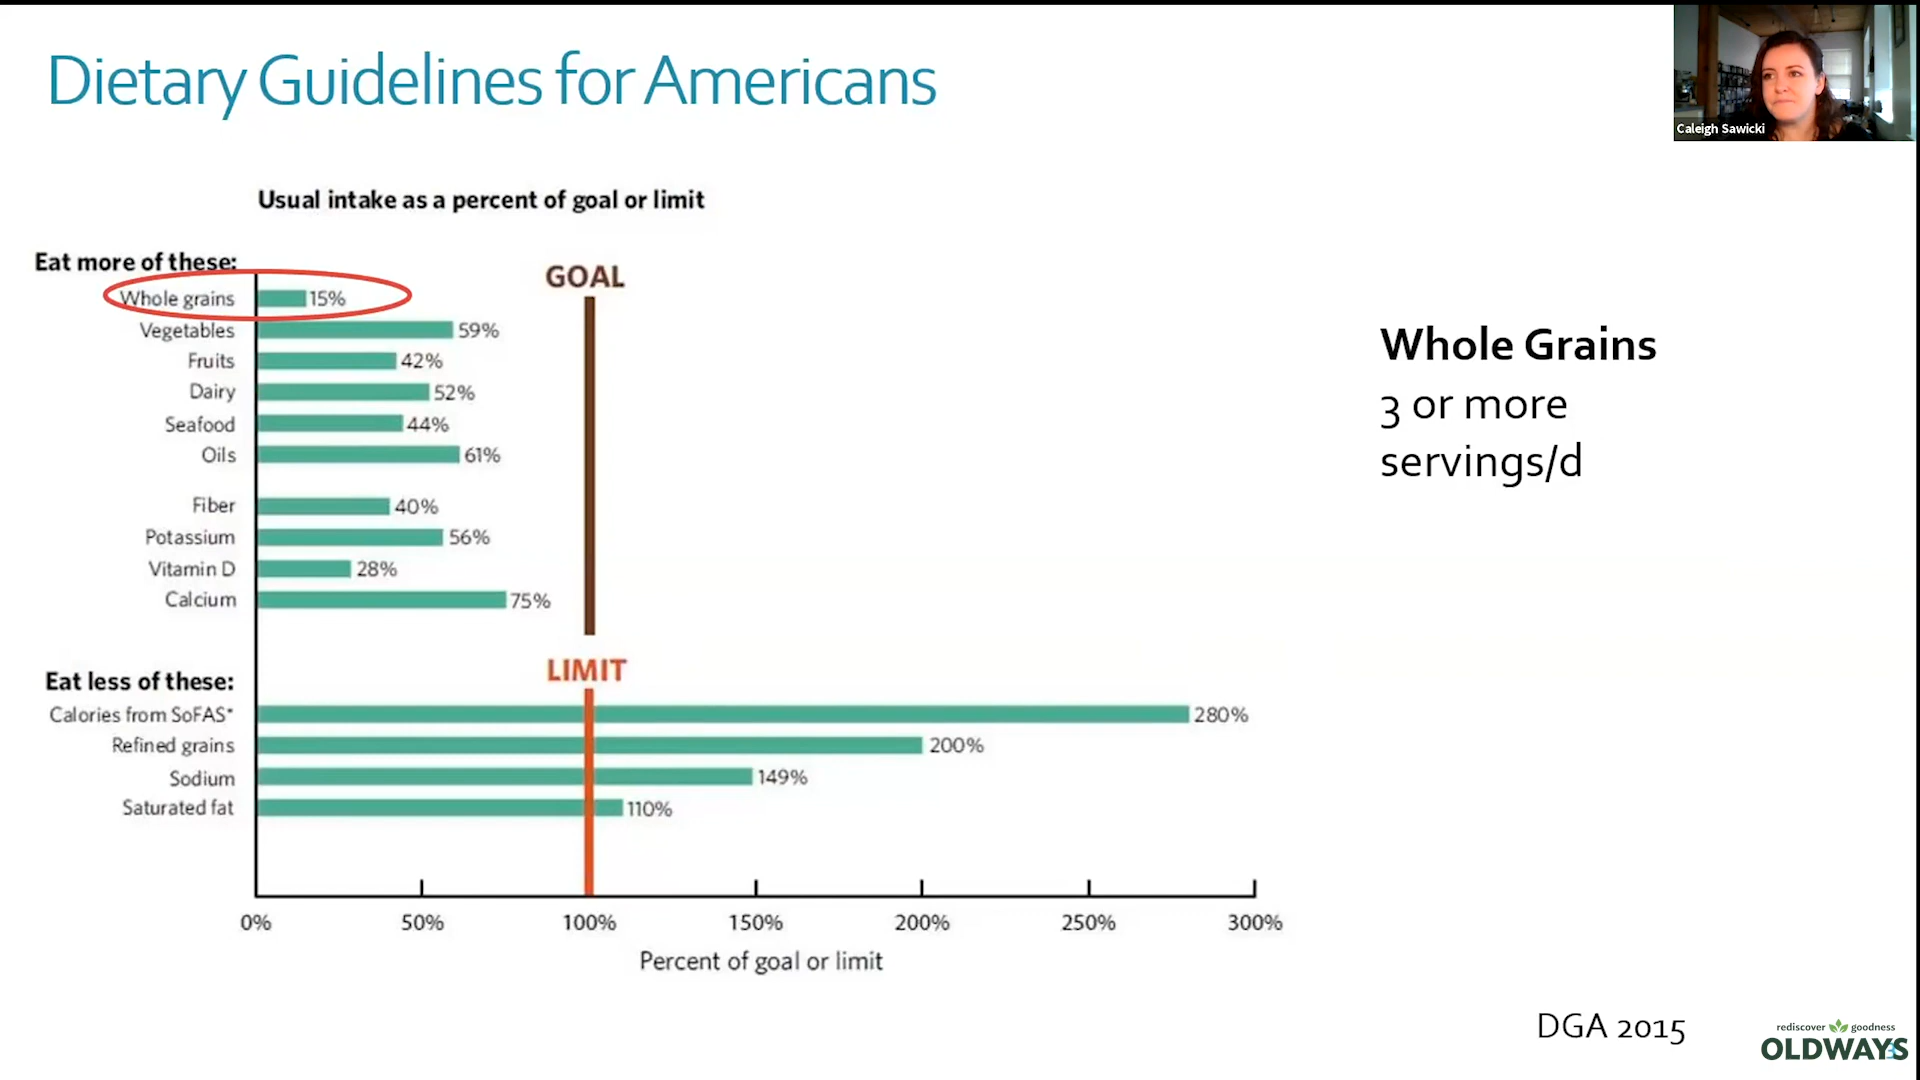 Dietary Guidelines for Americans
Caleigh Sawicki
Usual intake as a percent of goal or limit
Eat more of these:
GOAL
Whole grains 15%
Vegetables 59%
Fruits 42%
Dairy 52%
Seafood 44%
Oils 61%
Fiber 40%
Potassium 56%
Vitamin D 28%
Calcium 75%
LIMIT
Eat less of these:
Calories from SoFAS* 280%
Refined grains 200%
Sodium 149%
Saturated fat 110%
0% 50% 100% 150% 200% 250% 300%
Percent of goal or limit
Whole Grains
3 or more
servings/d
DGA 2015
rediscover goodness
OLDWAYS
3